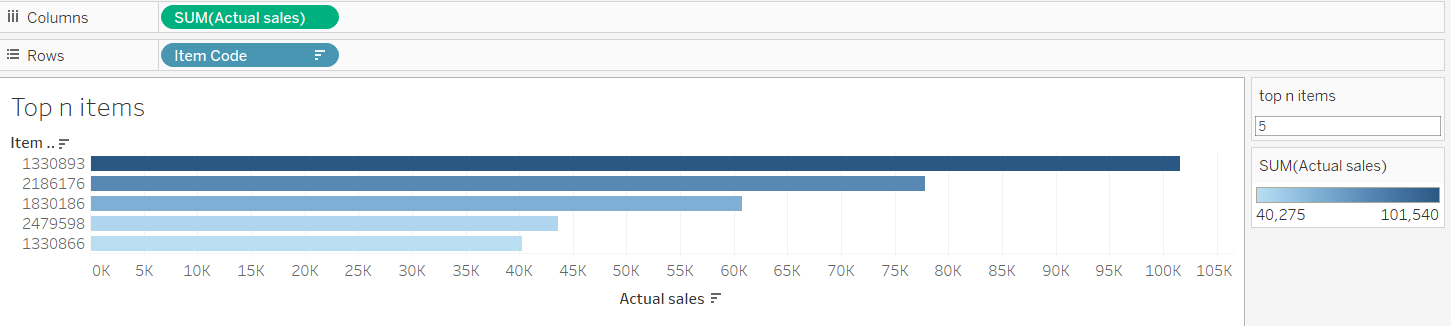 Columns SUM(Actual sales)
Rows Item Code
Top n items
Item ..
1330893
2186176
1830186
2479598
1330866
0K 5K 10K 15K 20K 25K 30K 35K 40K 45K 50K 55K 60K 65K 70K 75K 80K 85K 90K 95K 100K 105K
Actual sales
top n items
5
SUM(Actual sales)
40,275 101,540